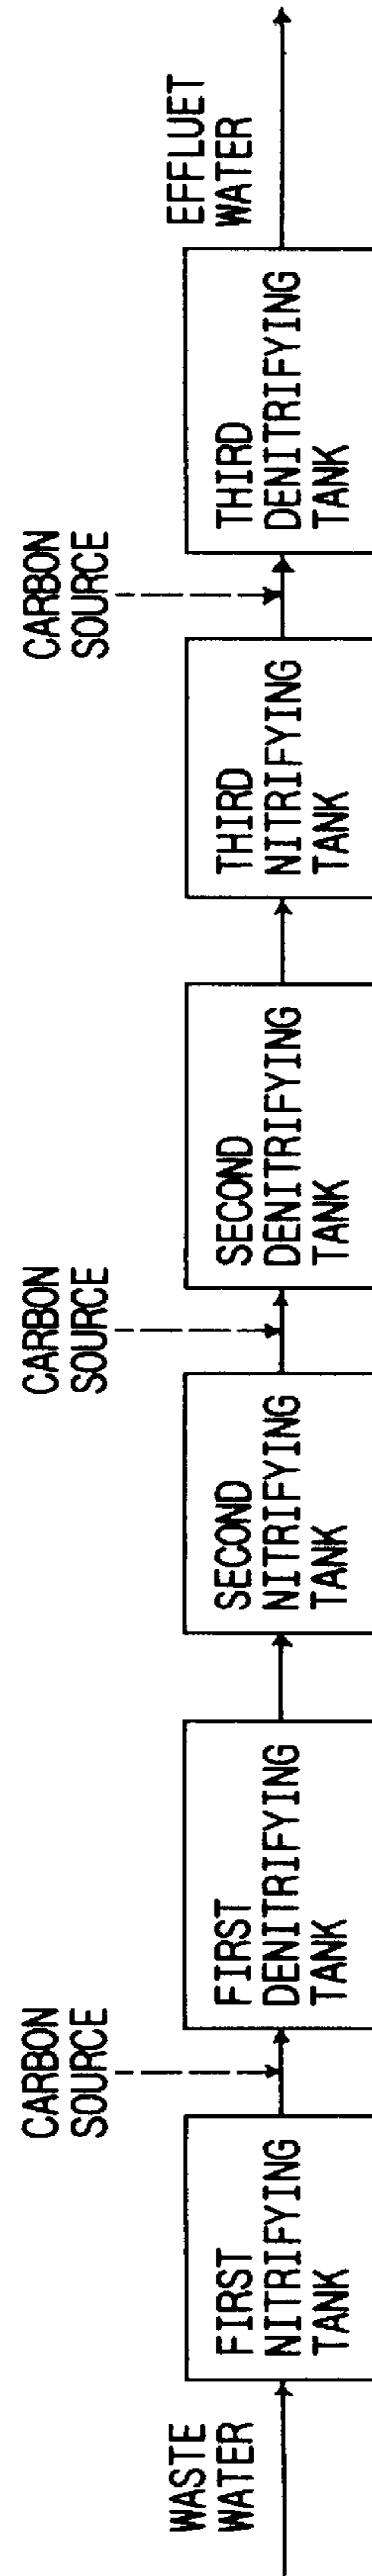 WASTE
WATER
FIRST
NITRIFYING
TANK
CARBON
SOURCE
FIRST
DENITRIFYING
TANK
SECOND
NITRIFYING
TANK
CARBON
SOURCE
SECOND
DENITRIFYING
TANK
THIRD
NITRIFYING
TANK
CARBON
SOURCE
THIRD
DENITRIFYING
TANK
EFFLUET
WATER